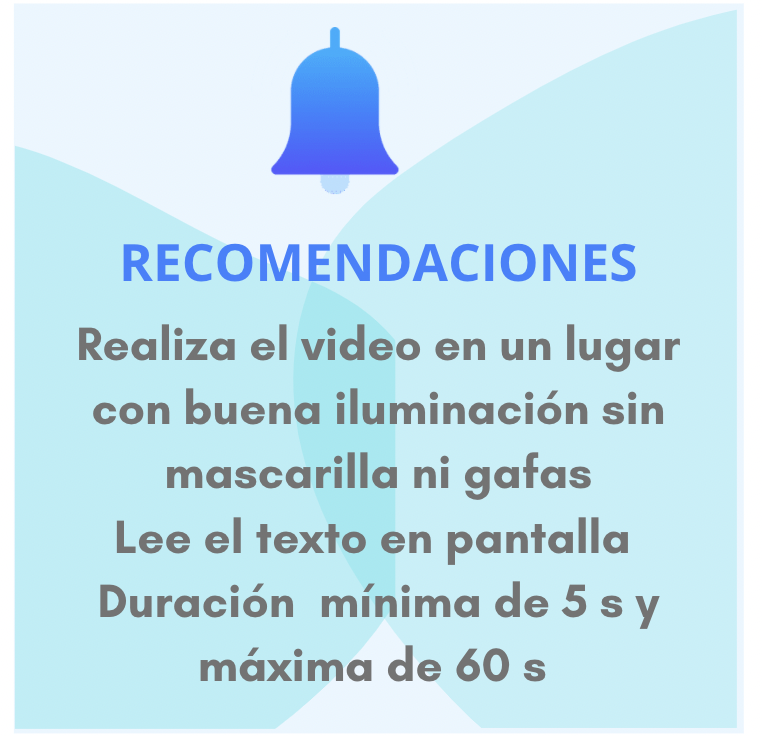 RECOMENDACIONES
Realiza el video en un lugar
con buena iluminación sin
mascarilla ni gafas
Lee el texto en pantalla
Duración mínima de 5 s y
máxima de 60 s